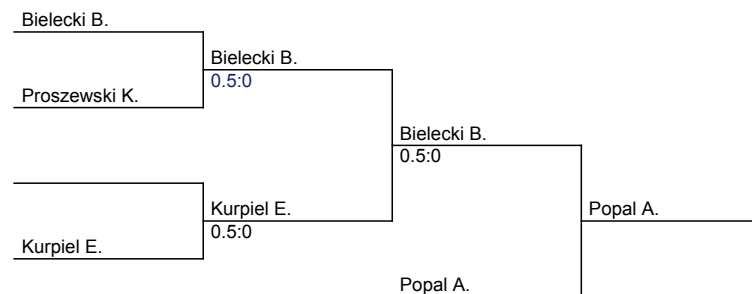 Bielecki B.
Bielecki B.
0.5:0
Proszewski K.
Bielecki B.
0.5:0
Kurpiel E.
0.5:0
Popal A.
Kurpiel E.
Popal A.